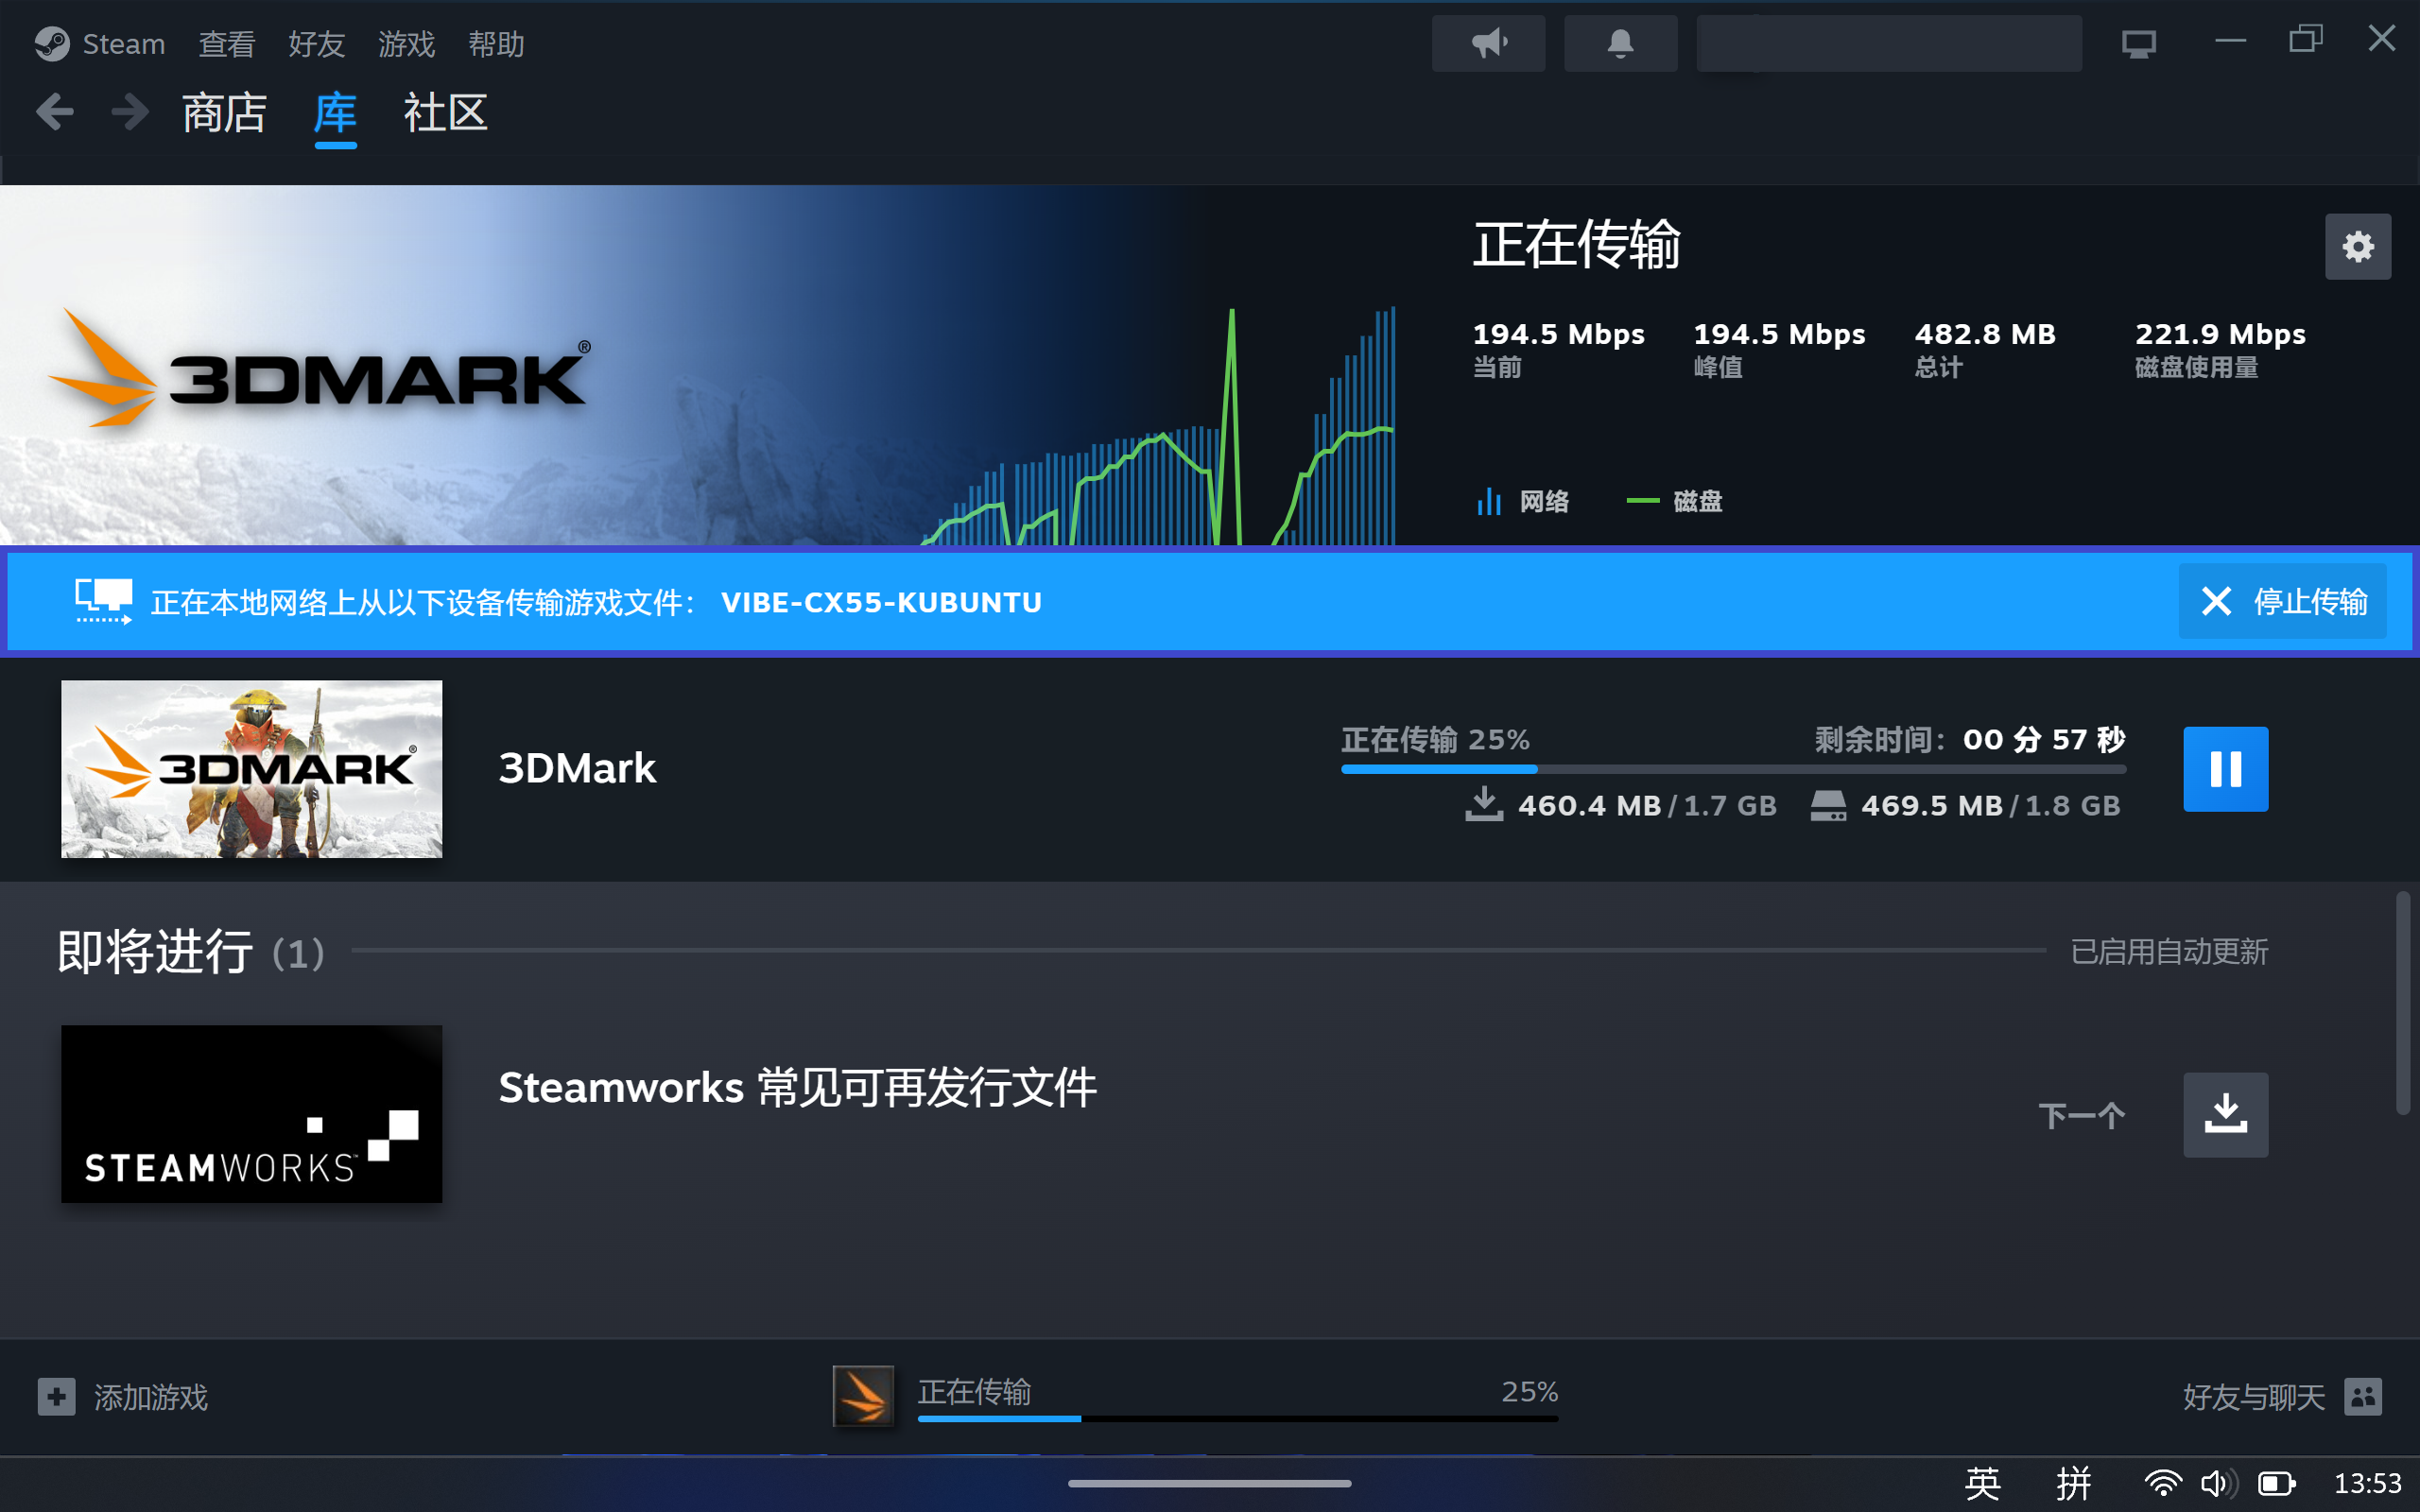 Steam 查看 好友 游戏 帮助
商店 库 社区
3DMARK®
正在传输
194.5 Mbps 194.5 Mbps 482.8 MB 221.9 Mbps
当前 峰值 总计 磁盘使用量
网络 磁盘
正在本地网络上从以下设备传输游戏文件： VIBE-CX55-KUBUNTU
停止传输
3DMARK®
3DMark
正在传输 25% 剩余时间：00 分 57 秒
460.4 MB/1.7 GB 469.5 MB/1.8 GB
即将进行 (1) 已启用自动更新
STEAMWORKS™
Steamworks 常见可再发行文件
下一个
添加游戏
正在传输 25%
好友与聊天
英 拼 13:53